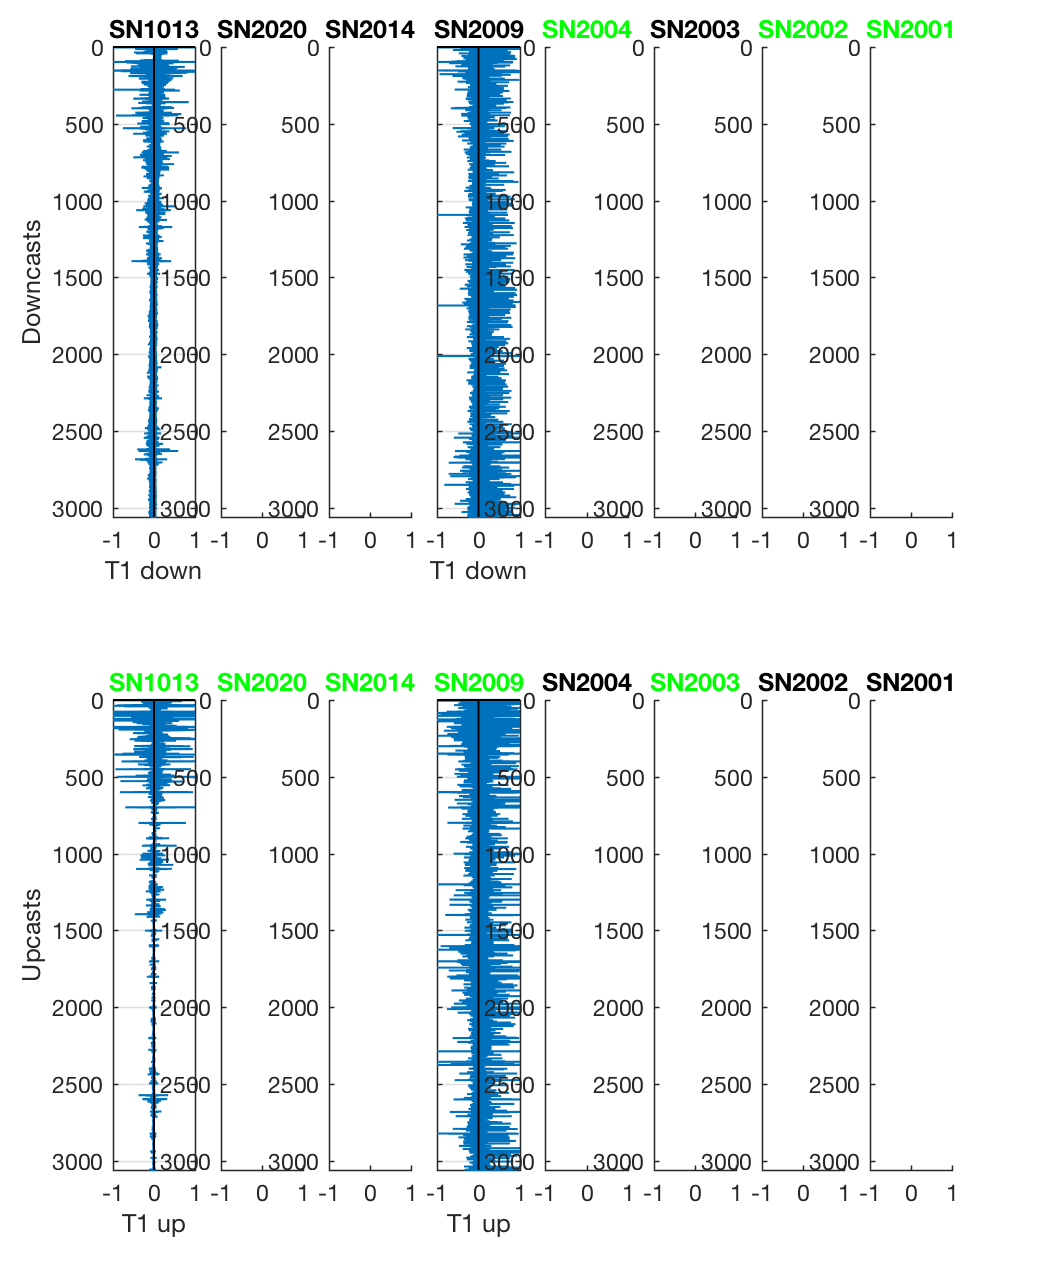 SN1013 SN2020 SN2014 SN2009 SN2004 SN2003 SN2002 SN2001
0 0 0 0 0 0 0 0
500 500 500 500 500 500 500 500
1000 1000 1000 1000 1000 1000 1000 1000
1500 1500 1500 1500 1500 1500 1500 1500
2000 2000 2000 2000 2000 2000 2000 2000
2500 2500 2500 2500 2500 2500 2500 2500
3000 3000 3000 3000 3000 3000 3000 3000
Downcasts
-1 0 1 -1 0 1 -1 0 1 -1 0 1 -1 0 1 -1 0 1 -1 0 1 -1 0 1
T1 down T1 down
SN1013 SN2020 SN2014 SN2009 SN2004 SN2003 SN2002 SN2001
0 0 0 0 0 0 0 0
500 500 500 500 500 500 500 500
1000 1000 1000 1000 1000 1000 1000 1000
1500 1500 1500 1500 1500 1500 1500 1500
2000 2000 2000 2000 2000 2000 2000 2000
2500 2500 2500 2500 2500 2500 2500 2500
3000 3000 3000 3000 3000 3000 3000 3000
Upcasts
-1 0 1 -1 0 1 -1 0 1 -1 0 1 -1 0 1 -1 0 1 -1 0 1 -1 0 1
T1 up T1 up